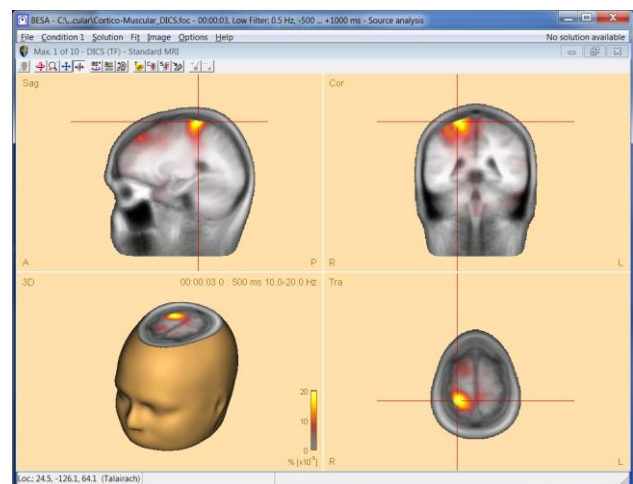 BESA - C:\...cular\Cortico-Muscular_DICS.foc - 00:00:03, Low Filter: 0.5 Hz, -500 ... +1000 ms - Source analysis
File Condition 1 Solution Fit Image Options Help No solution available
Max. 1 of 10 - DICS (TF) - Standard MRI
Sag Cor
A P R L
3D 00:00:03 0 : 500 ms 10.0-20.0 Hz Tra
20
10
0
R L
Loc.: 24.5, -126.1, 64.1 (Talairach)